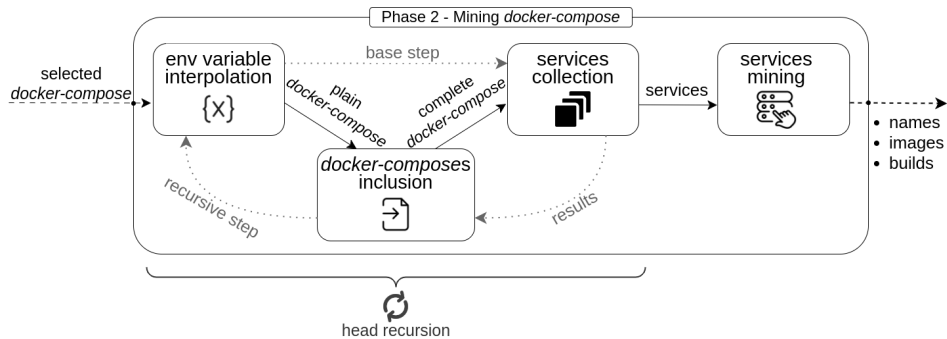 Phase 2 - Mining docker-compose
selected
docker-compose
env variable
interpolation
{x}
base step
plain
docker-compose
complete
docker-compose
services
collection
services
services
mining
names
images
builds
docker-composes
inclusion
recursive step
results
head recursion